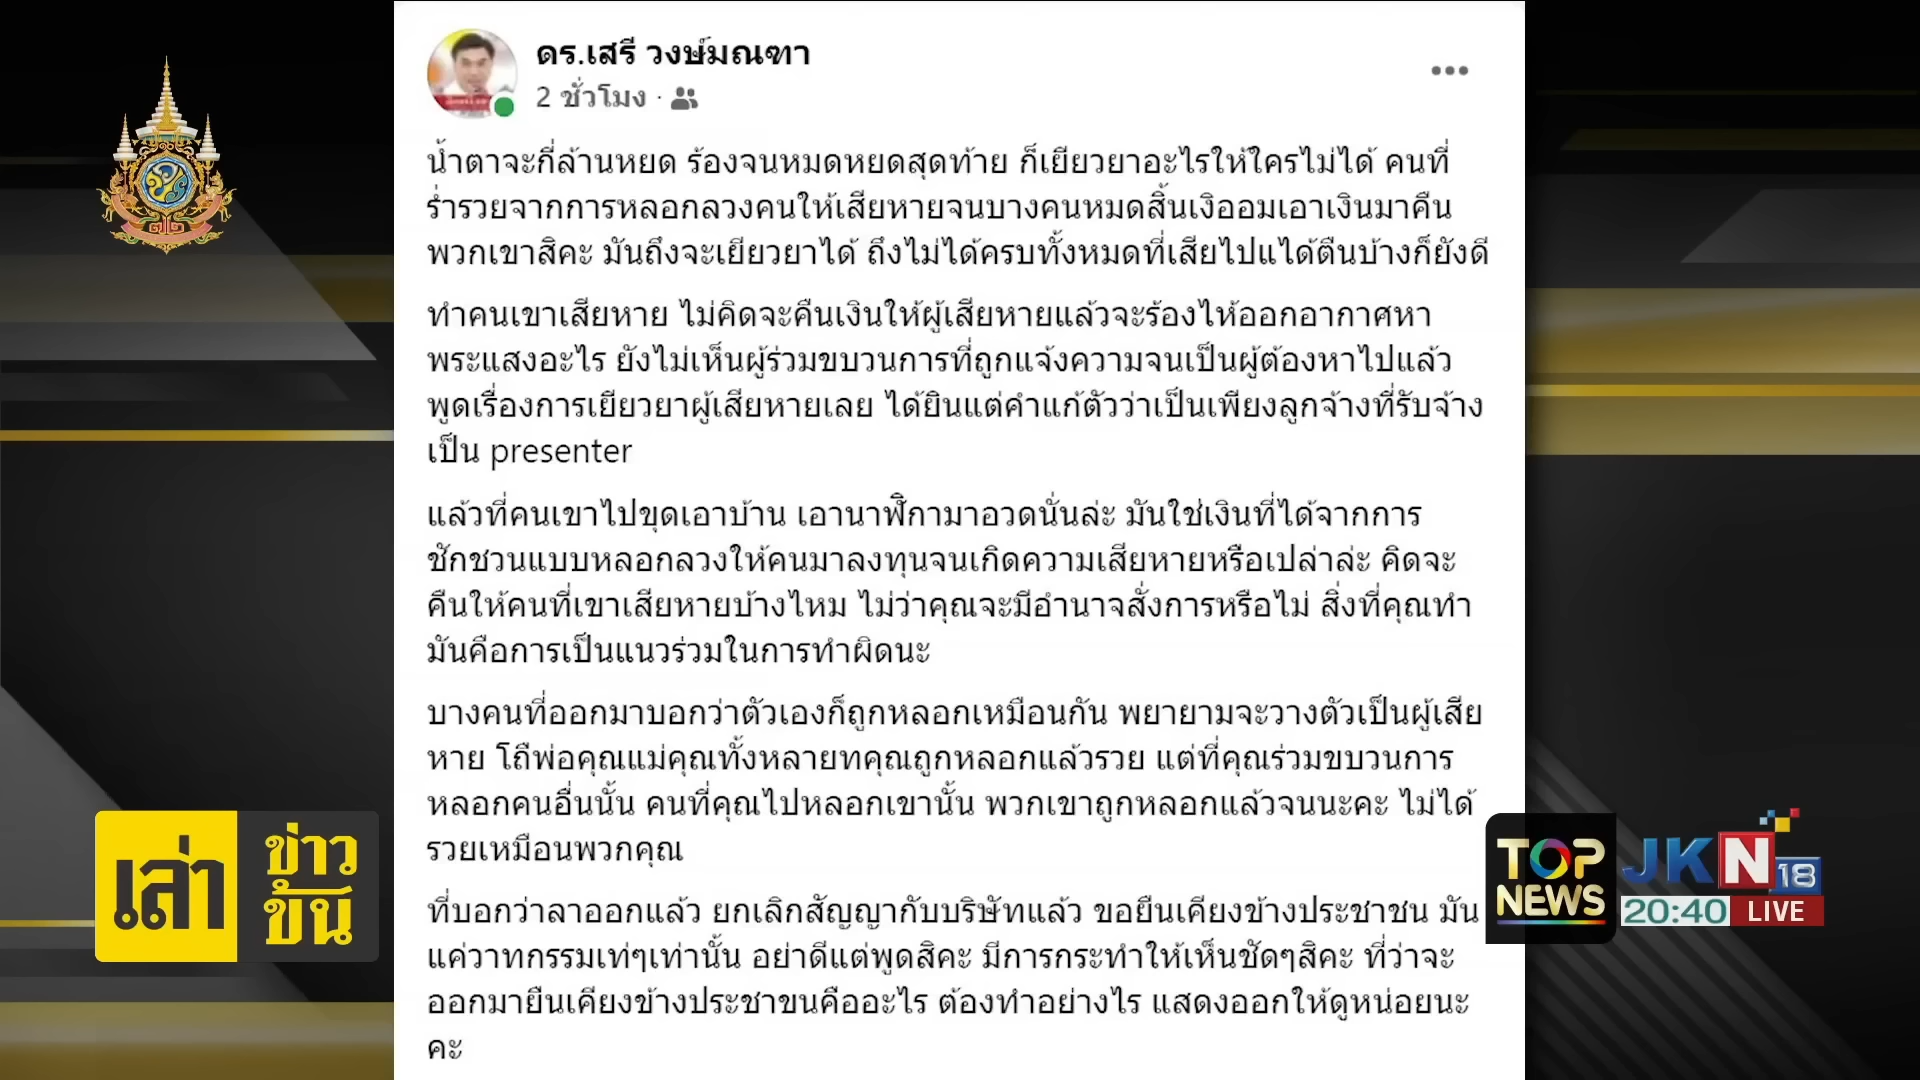 ดร.เสรี วงษ์มณฑา
2 ชั่วโมง ·
น้ำตาจะกี่ล้านหยด ร้องจนหมดหยดสุดท้าย ก็เยียวยาอะไรให้ใครไม่ได้ คนที่
ร่ำรวยจากการหลอกลวงคนให้เสียหายจนบางคนหมดสิ้นเงิออมเอาเงินมาคืน
พวกเขาสิคะ มันถึงจะเยียวยาได้ ถึงไม่ได้ครบทั้งหมดที่เสียไปแได้ตืนบ้างก็ยังดี
ทำคนเขาเสียหาย ไม่คิดจะคืนเงินให้ผู้เสียหายแล้วจะร้องไห้ออกอากาศหา
พระแสงอะไร ยังไม่เห็นผู้ร่วมขบวนการที่ถูกแจ้งความจนเป็นผู้ต้องหาไปแล้ว
พูดเรื่องการเยียวยาผู้เสียหายเลย ได้ยินแต่คำแก้ตัวว่าเป็นเพียงลูกจ้างที่รับจ้าง
เป็น presenter
แล้วที่คนเขาไปขุดเอาบ้าน เอานาฬิกามาอวดนั่นล่ะ มันใช่เงินที่ได้จากการ
ชักชวนแบบหลอกลวงให้คนมาลงทุนจนเกิดความเสียหายหรือเปล่าล่ะ คิดจะ
คืนให้คนที่เขาเสียหายบ้างไหม ไม่ว่าคุณจะมีอำนาจสั่งการหรือไม่ สิ่งที่คุณทำ
มันคือการเป็นแนวร่วมในการทำผิดนะ
บางคนที่ออกมาบอกว่าตัวเองก็ถูกหลอกเหมือนกัน พยายามจะวางตัวเป็นผู้เสีย
หาย โถีพ่อคุณแม่คุณทั้งหลายทคุณถูกหลอกแล้วรวย แต่ที่คุณร่วมขบวนการ
หลอกคนอื่นนั้น คนที่คุณไปหลอกเขานั้น พวกเขาถูกหลอกแล้วจนนะคะ ไม่ได้
รวยเหมือนพวกคุณ
ที่บอกว่าลาออกแล้ว ยกเลิกสัญญากับบริษัทแล้ว ขอยืนเคียงข้างประชาชน มัน
แค่วาทกรรมเท่ๆเท่านั้น อย่าดีแต่พูดสิคะ มีการกระทำให้เห็นชัดๆสิคะ ที่ว่าจะ
ออกมายืนเคียงข้างประชาขนคืออะไร ต้องทำอย่างไร แสดงออกให้ดูหน่อยนะ
คะ
เล่า
ข่าว
ข้น
TOP
NEWS
JKN
18
20:40
LIVE